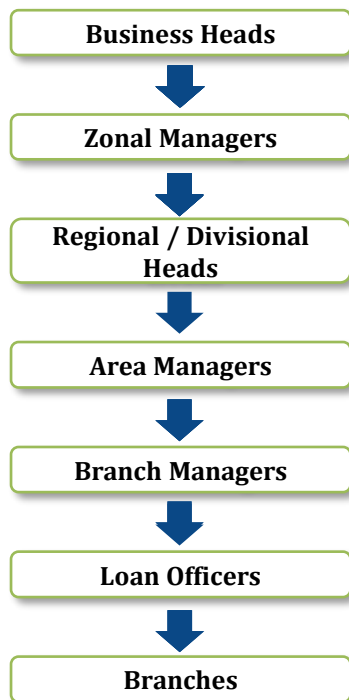 Business Heads
Zonal Managers
Regional / Divisional
Heads
Area Managers
Branch Managers
Loan Officers
Branches